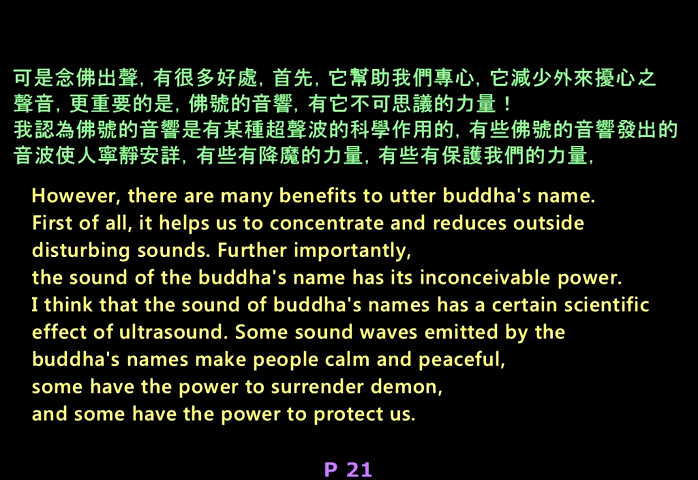 可是念佛出聲, 有很多好處, 首先, 它幫助我們專心, 它減少外來擾心之
聲音, 更重要的是, 佛號的音響, 有它不可思議的力量！
我認為佛號的音響是有某種超聲波的科學作用的, 有些佛號的音響發出的
音波使人寧靜安詳, 有些有降魔的力量, 有些有保護我們的力量,
However, there are many benefits to utter buddha's name.
First of all, it helps us to concentrate and reduces outside
disturbing sounds. Further importantly,
the sound of the buddha's name has its inconceivable power.
I think that the sound of buddha's names has a certain scientific
effect of ultrasound. Some sound waves emitted by the
buddha's names make people calm and peaceful,
some have the power to surrender demon,
and some have the power to protect us.
P 21